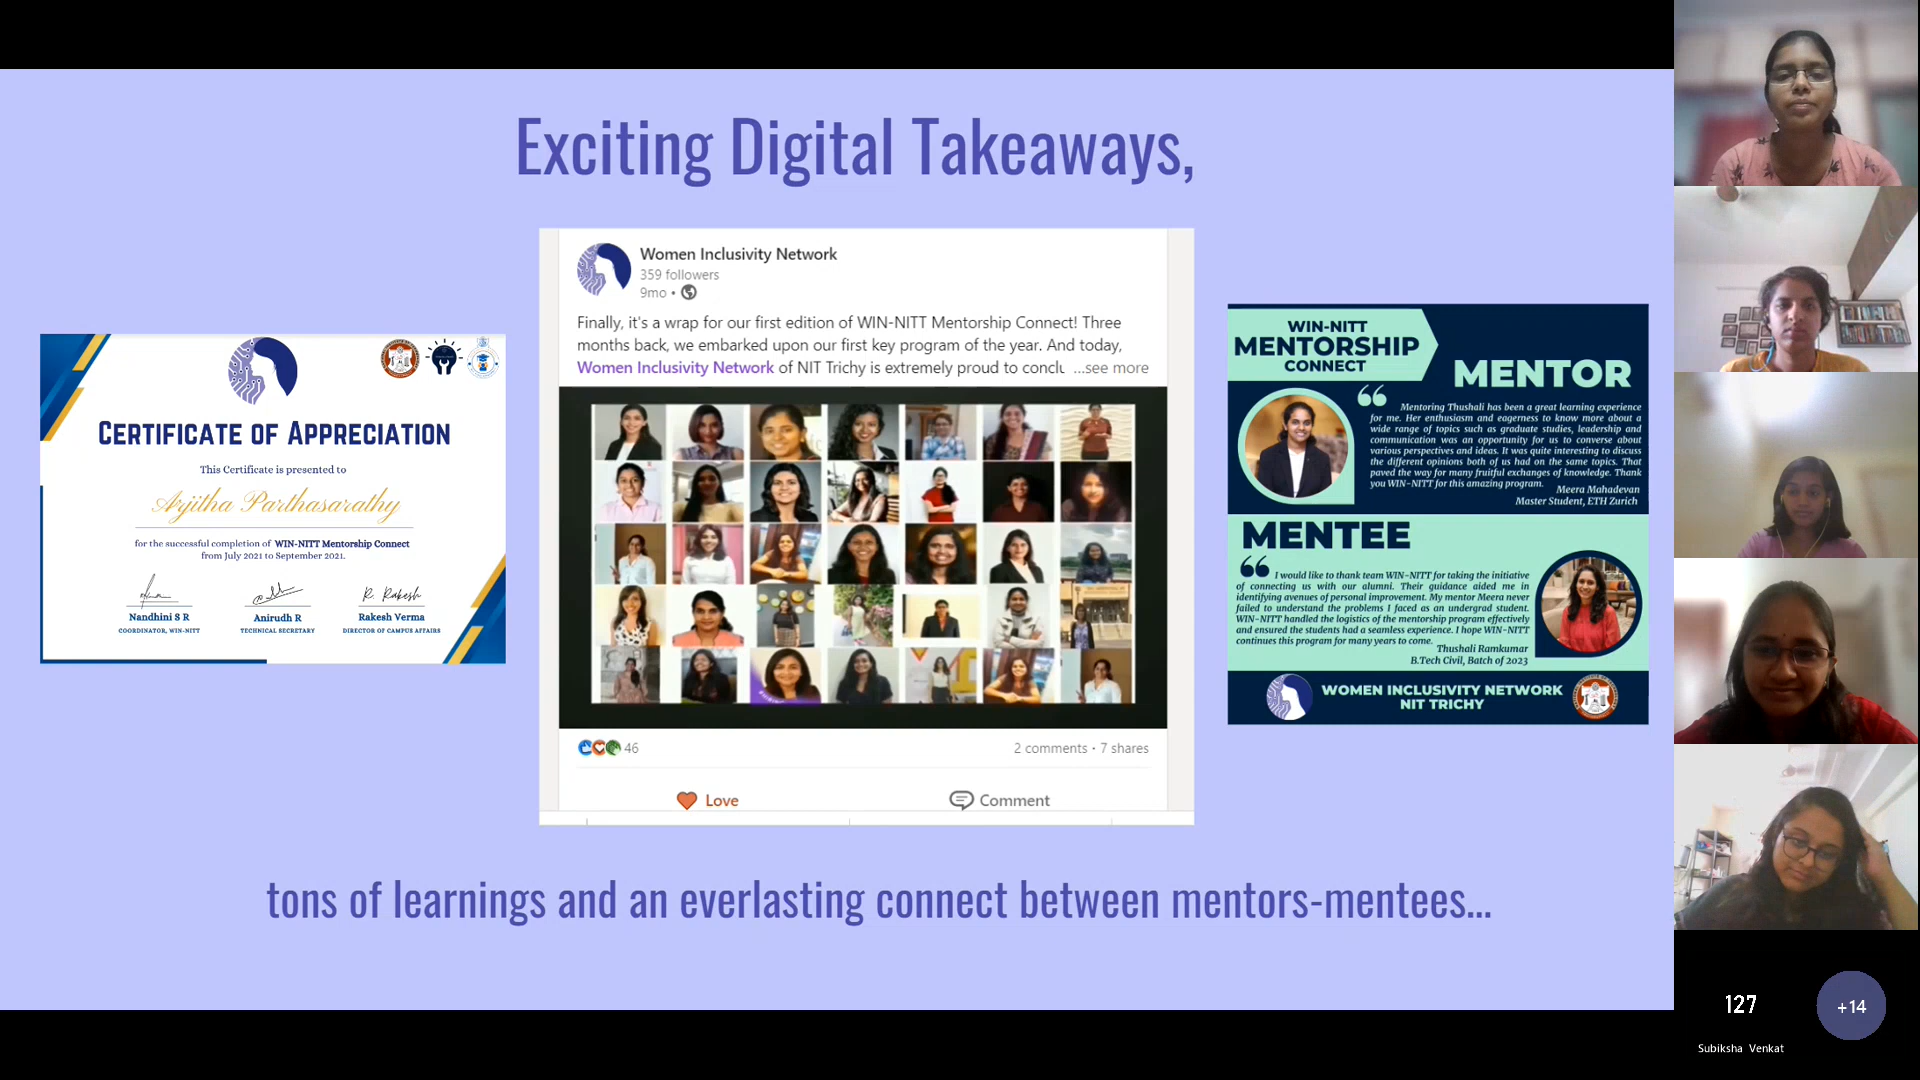 Exciting Digital Takeaways,
CERTIFICATE OF APPRECIATION
This Certificate is presented to
Arjitha Parthasarathy
for the successful completion of WIN-NITT Mentorship Connect
from July 2021 to September 2021.
R. Rakesh
Nandhini S R
COORDINATOR, WIN-NITT
Anirudh R
TECHNICAL SECRETARY
Rakesh Verma
DIRECTOR OF CAMPUS AFFAIRS
Women Inclusivity Network
359 followers
9mo •
Finally, it's a wrap for our first edition of WIN-NITT Mentorship Connect! Three
months back, we embarked upon our first key program of the year. And today,
Women Inclusivity Network of NIT Trichy is extremely proud to conclu ...see more
46
2 comments • 7 shares
Love
Comment
WIN-NITT
MENTORSHIP
CONNECT
MENTOR
Mentoring Thushali has been a great learning experience
for me. Her enthusiasm and eagerness to know more about a
wide range of topics such as graduate studies, leadership and
communication was an opportunity for us to converse about
various perspectives and ideas. It was quite interesting to discuss
the different opinions both of us had on the same topics. That
paved the way for many fruitful exchanges of knowledge. Thank
you WIN-NITT for this amazing program.
Meera Mahadevan
Master Student, ETH Zurich
MENTEE
I would like to thank team WIN-NITT for taking the initiative
of connecting us with our alumni. Their guidance aided me in
identifying avenues of personal improvement. My mentor Meera never
failed to understand the problems I faced as an undergrad student.
WIN-NITT handled the logistics of the mentorship program effectively
and ensured the students had a seamless experience. I hope WIN-NITT
continues this program for many years to come.
Thushali Ramkumar
B.Tech Civil, Batch of 2023
WOMEN INCLUSIVITY NETWORK
NIT TRICHY
tons of learnings and an everlasting connect between mentors-mentees...
127
+14
Subiksha Venkat